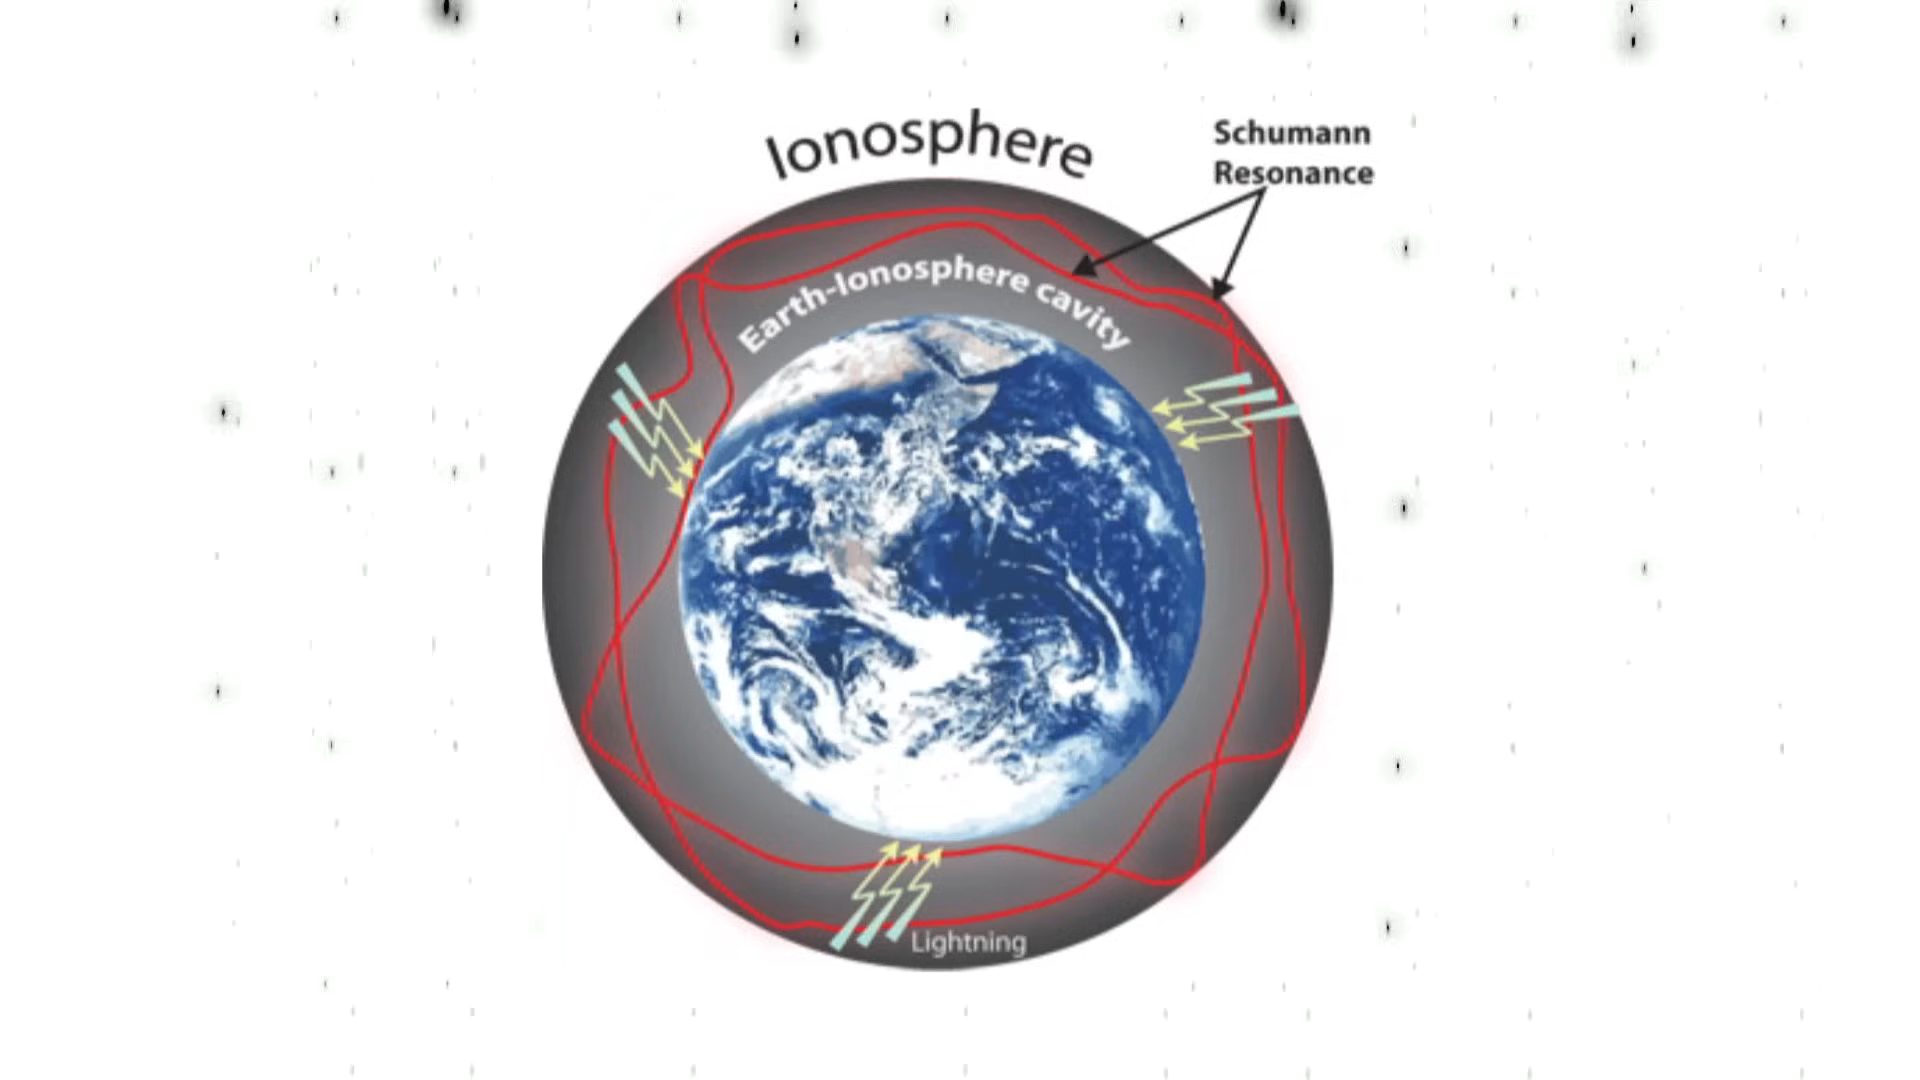 Ionosphere
Schumann
Resonance
Earth-Ionosphere cavity
Lightning